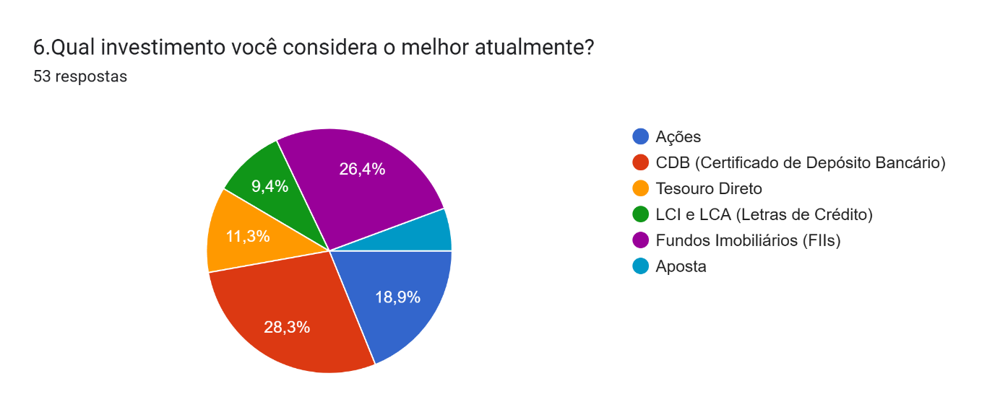 6.Qual investimento você considera o melhor atualmente?
53 respostas
26,4%
9,4%
11,3%
18,9%
28,3%
Ações
CDB (Certificado de Depósito Bancário)
Tesouro Direto
LCI e LCA (Letras de Crédito)
Fundos Imobiliários (FIIs)
Aposta